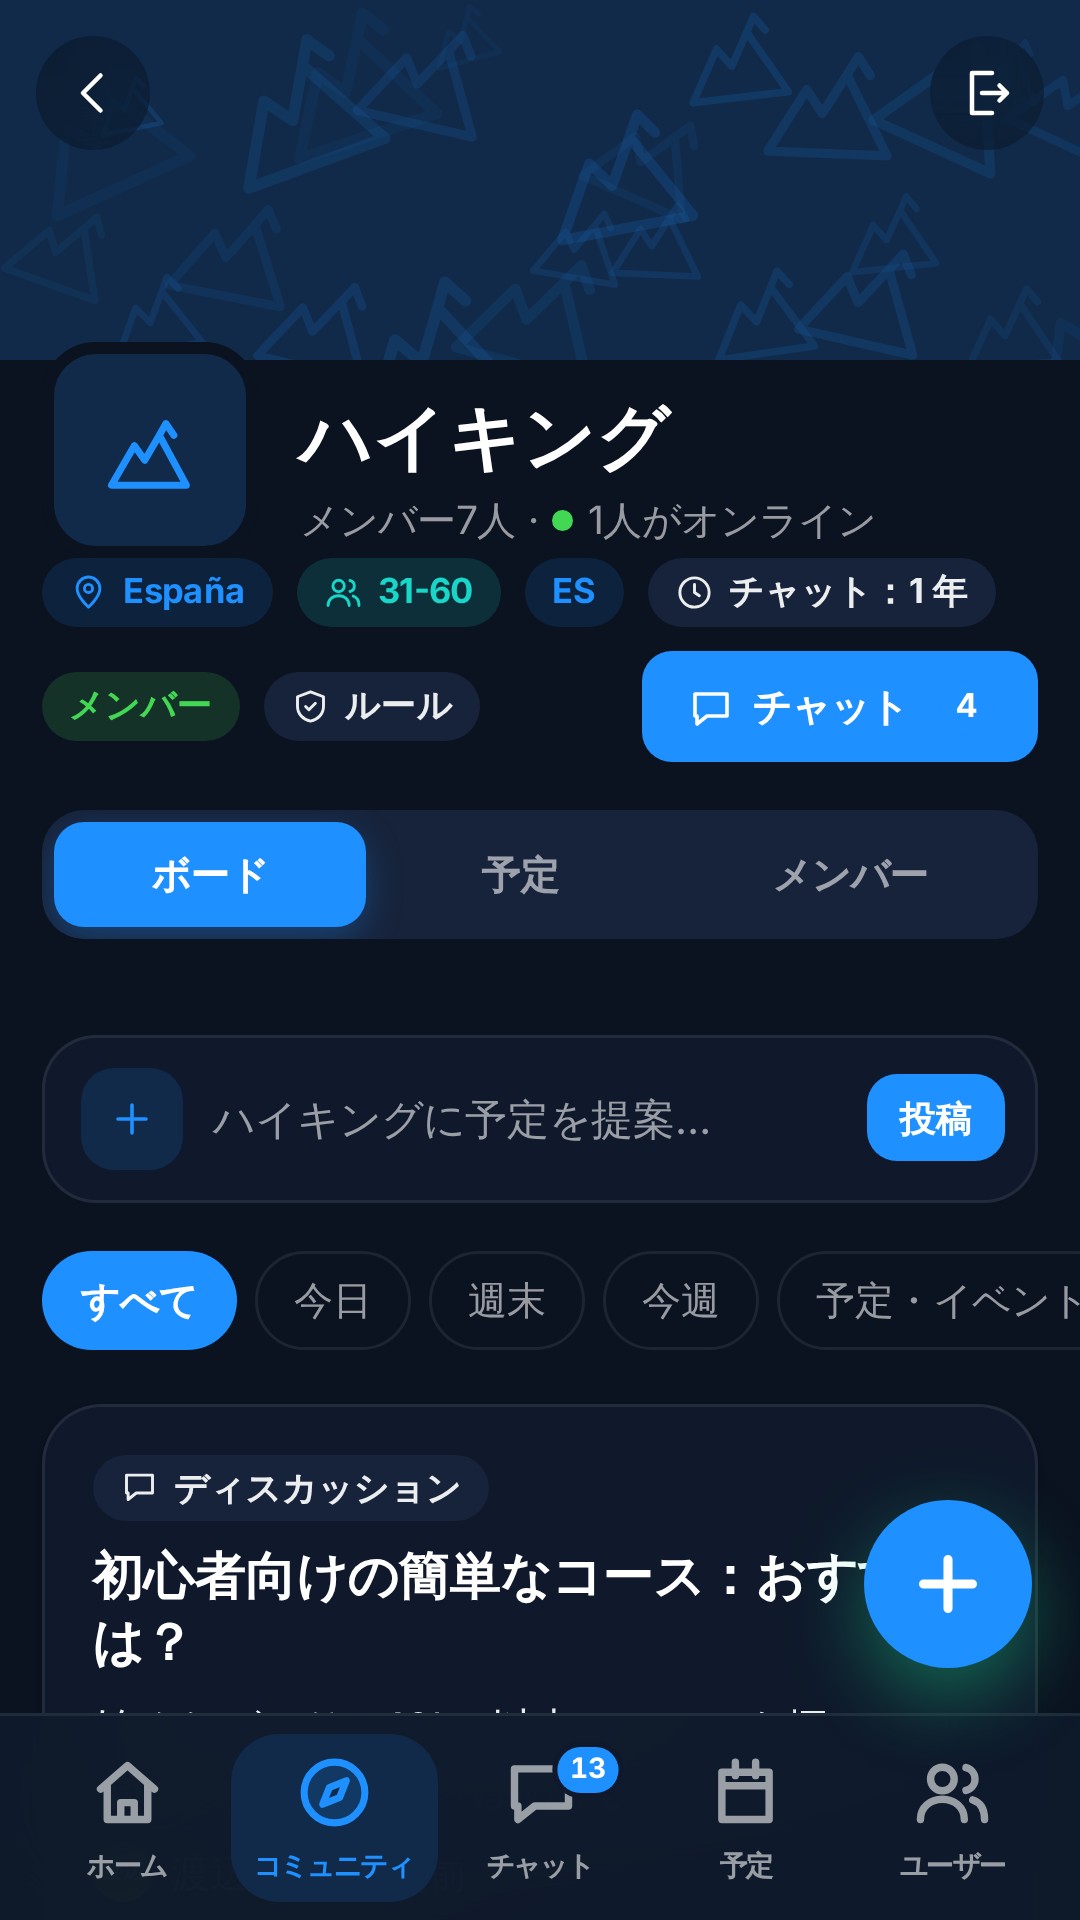 ハイキング
メンバー7人 · 1人がオンライン
España
31-60
ES
チャット：1 年
メンバー
ルール
チャット 4
ボード
予定
メンバー
ハイキングに予定を提案...
投稿
すべて
今日
週末
今週
予定・イベント
ディスカッション
初心者向けの簡単なコース：おす
は？
13
ホーム
コミュニティ
チャット
予定
ユーザー